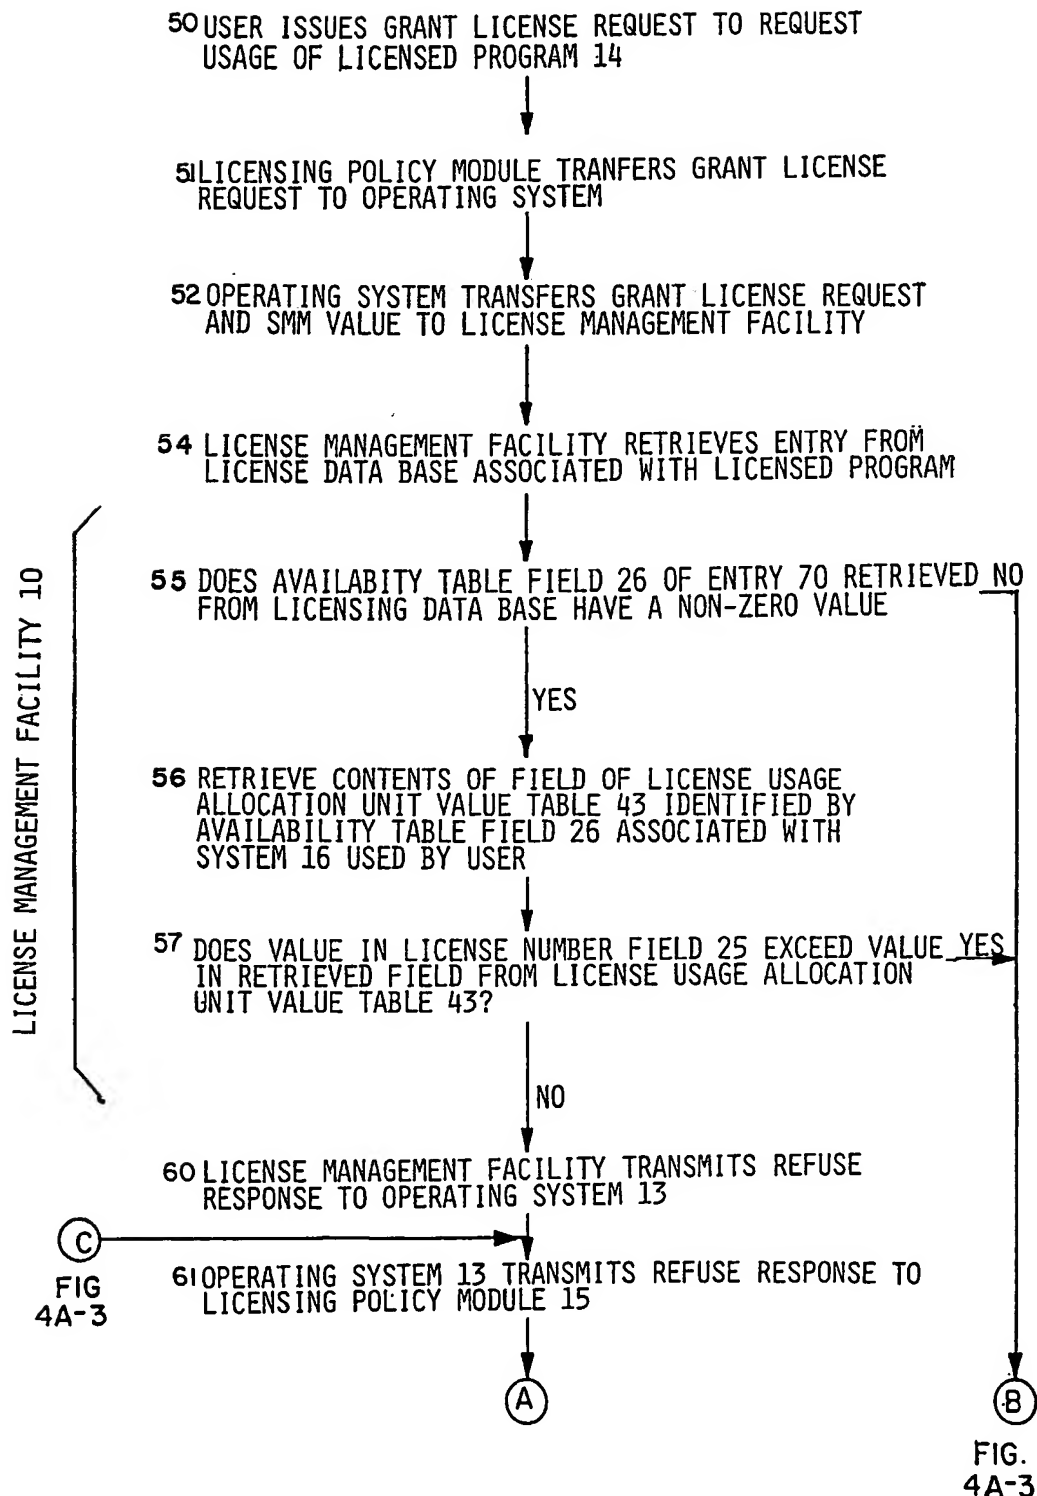 50 USER ISSUES GRANT LICENSE REQUEST TO REQUEST
USAGE OF LICENSED PROGRAM 14
51 LICENSING POLICY MODULE TRANFERS GRANT LICENSE
REQUEST TO OPERATING SYSTEM
52 OPERATING SYSTEM TRANSFERS GRANT LICENSE REQUEST
AND SMM VALUE TO LICENSE MANAGEMENT FACILITY
54 LICENSE MANAGEMENT FACILITY RETRIEVES ENTRY FROM
LICENSE DATA BASE ASSOCIATED WITH LICENSED PROGRAM
LICENSE MANAGEMENT FACILITY 10
55 DOES AVAILABITY TABLE FIELD 26 OF ENTRY 70 RETRIEVED NO
FROM LICENSING DATA BASE HAVE A NON-ZERO VALUE
YES
56 RETRIEVE CONTENTS OF FIELD OF LICENSE USAGE
ALLOCATION UNIT VALUE TABLE 43 IDENTIFIED BY
AVAILABILITY TABLE FIELD 26 ASSOCIATED WITH
SYSTEM 16 USED BY USER
57 DOES VALUE IN LICENSE NUMBER FIELD 25 EXCEED VALUE YES
IN RETRIEVED FIELD FROM LICENSE USAGE ALLOCATION
UNIT VALUE TABLE 43?
NO
60 LICENSE MANAGEMENT FACILITY TRANSMITS REFUSE
RESPONSE TO OPERATING SYSTEM 13
C
FIG
4A-3
61 OPERATING SYSTEM 13 TRANSMITS REFUSE RESPONSE TO
LICENSING POLICY MODULE 15
A
B
FIG.
4A-3